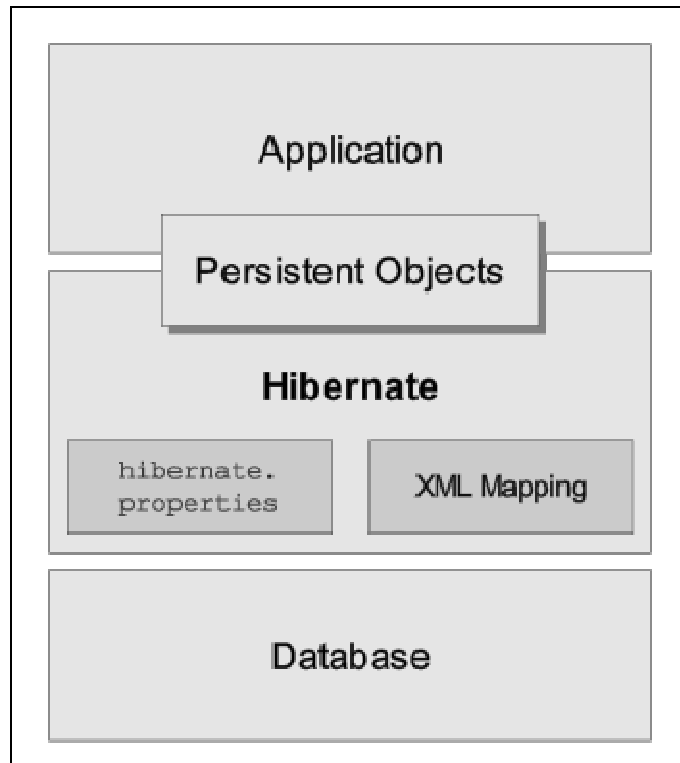 Application
Persistent Objects
Hibernate
hibernate.
properties
XML Mapping
Database